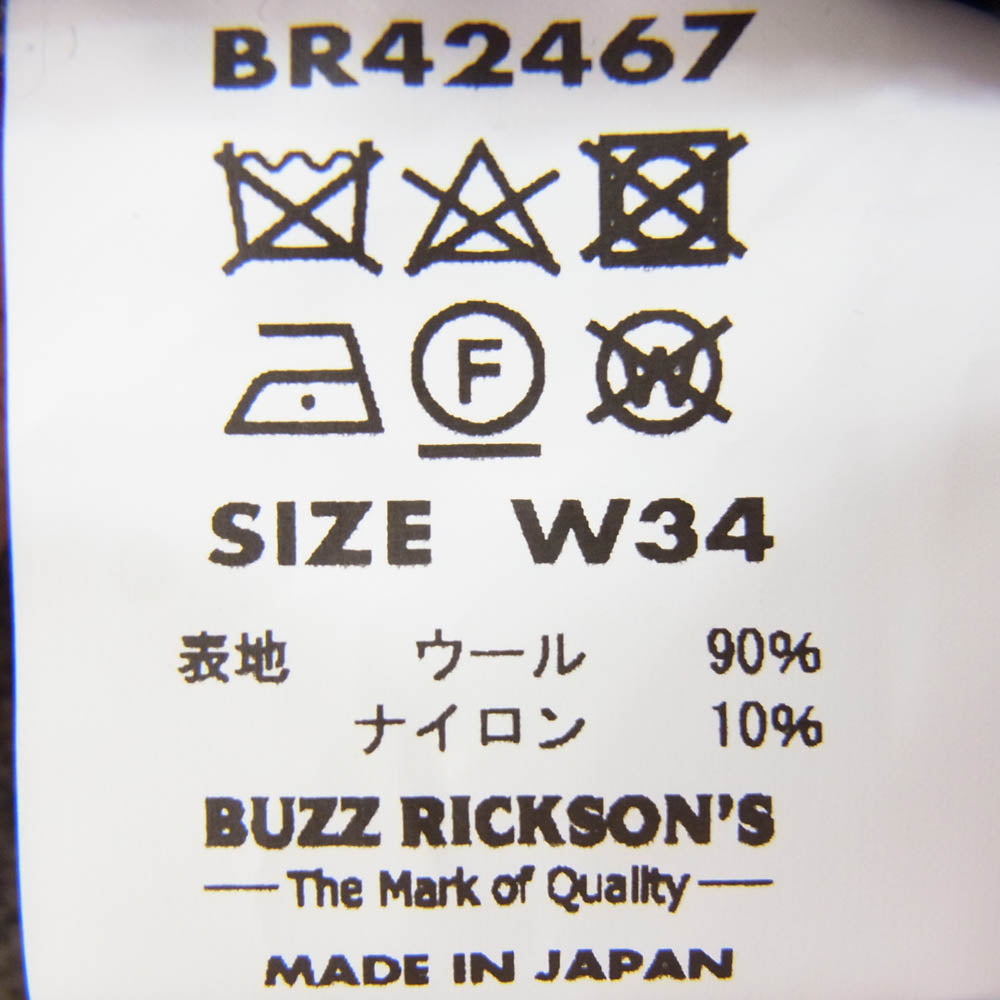 BR42467
F W
SIZE W34
表地 ウール 90%
ナイロン 10%
BUZZ RICKSON'S
The Mark of Quality
MADE IN JAPAN